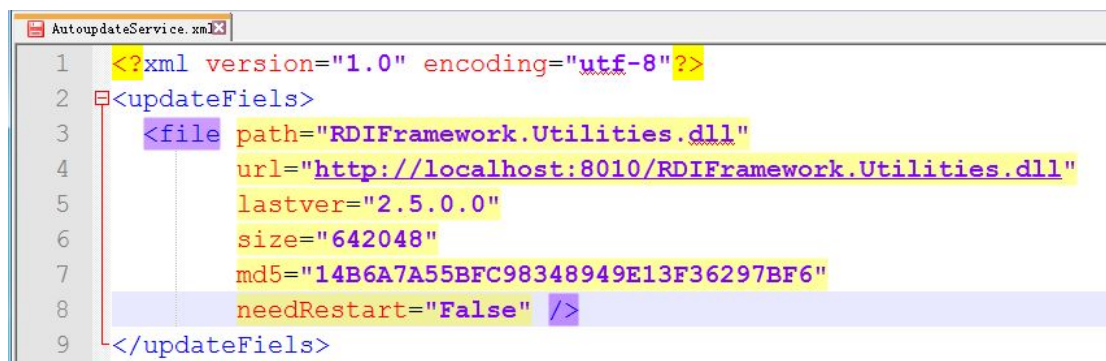 AutoupdateService.xml
1 <?xml version="1.0" encoding="utf-8"?>
2 <updateFiels>
3 <file path="RDIFramework.Utilities.dll"
4 url="http://localhost:8010/RDIFramework.Utilities.dll"
5 lastver="2.5.0.0"
6 size="642048"
7 md5="14B6A7A55BFC98348949E13F36297BF6"
8 needRestart="False" />
9 </updateFiels>